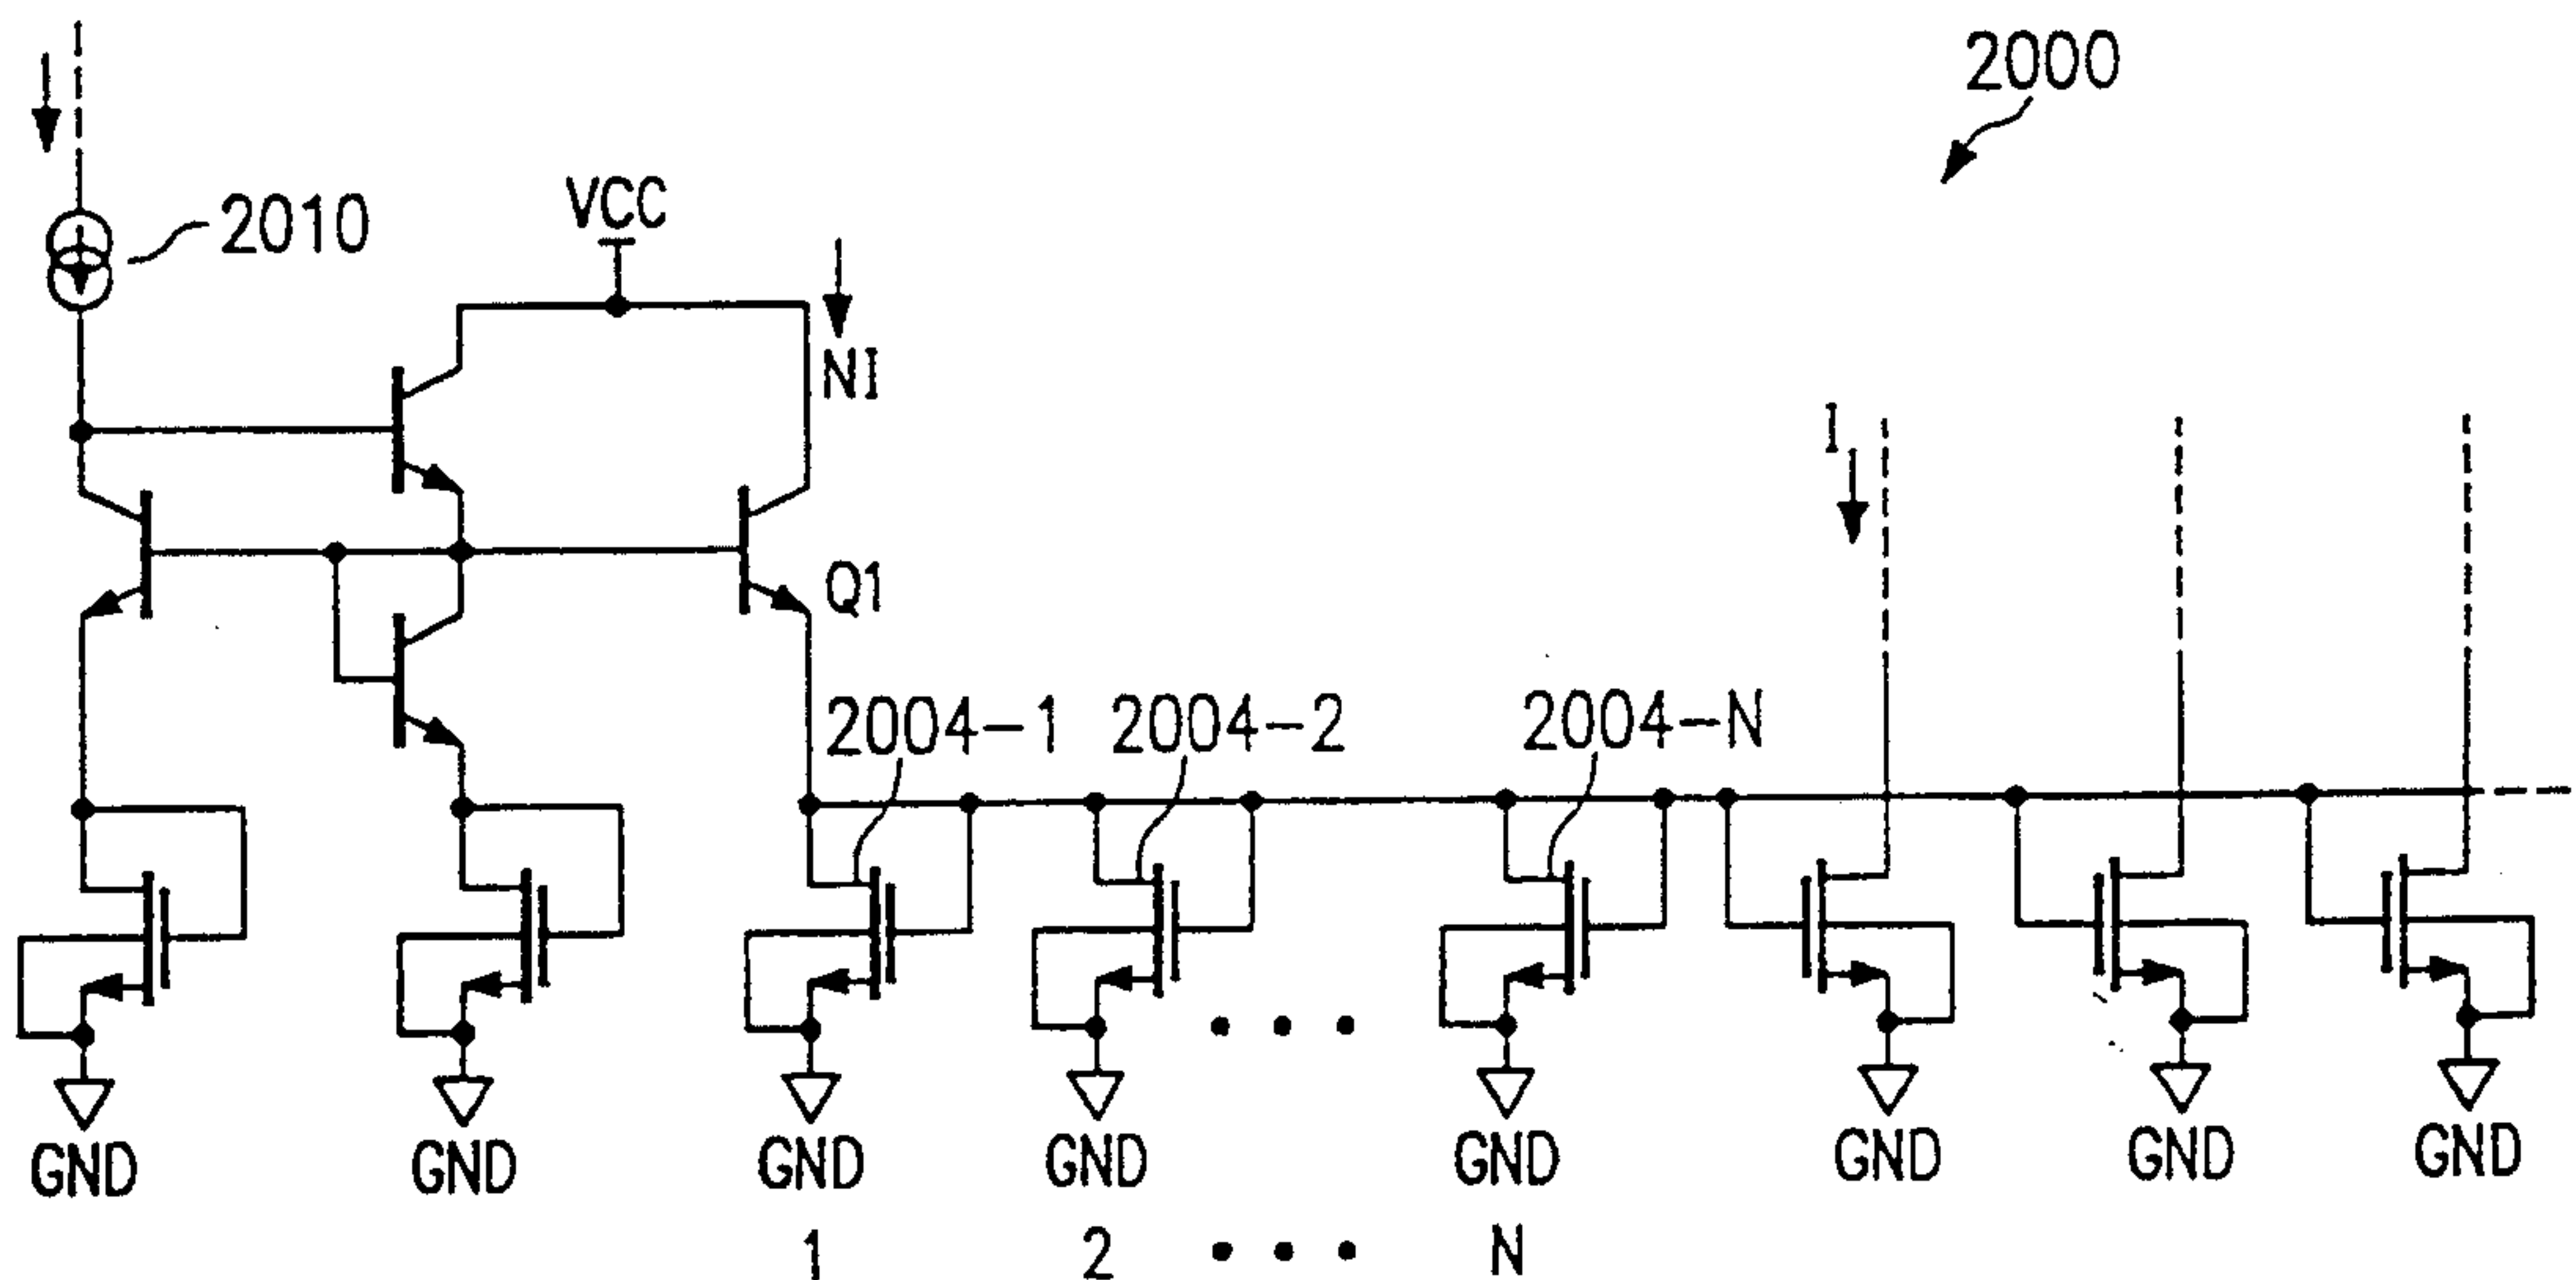 2000
2010
VCC
NI
I
Q1
2004-1 2004-2 2004-N
GND GND GND GND GND GND GND GND
1 2 • • • N